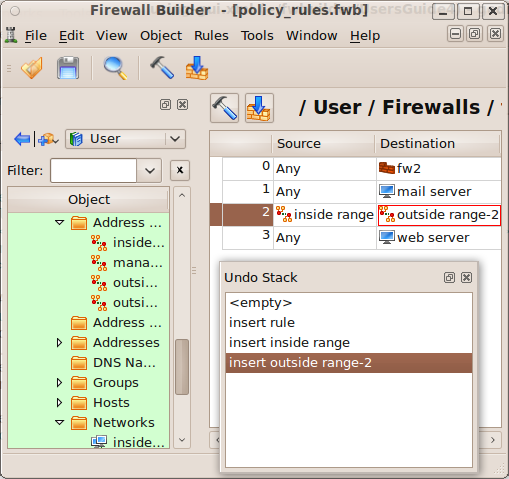 Firewall Builder - [policy_rules.fwb]
File Edit View Object Rules Tools Window Help
/ User / Firewalls /
User
Filter:
Object
Address ...
inside...
mana...
outsi...
outsi...
Address ...
Addresses
DNS Na...
Groups
Hosts
Networks
inside...
Source Destination
0 Any fw2
1 Any mail server
2 inside range outside range-2
3 Any web server
Undo Stack
<empty>
insert rule
insert inside range
insert outside range-2